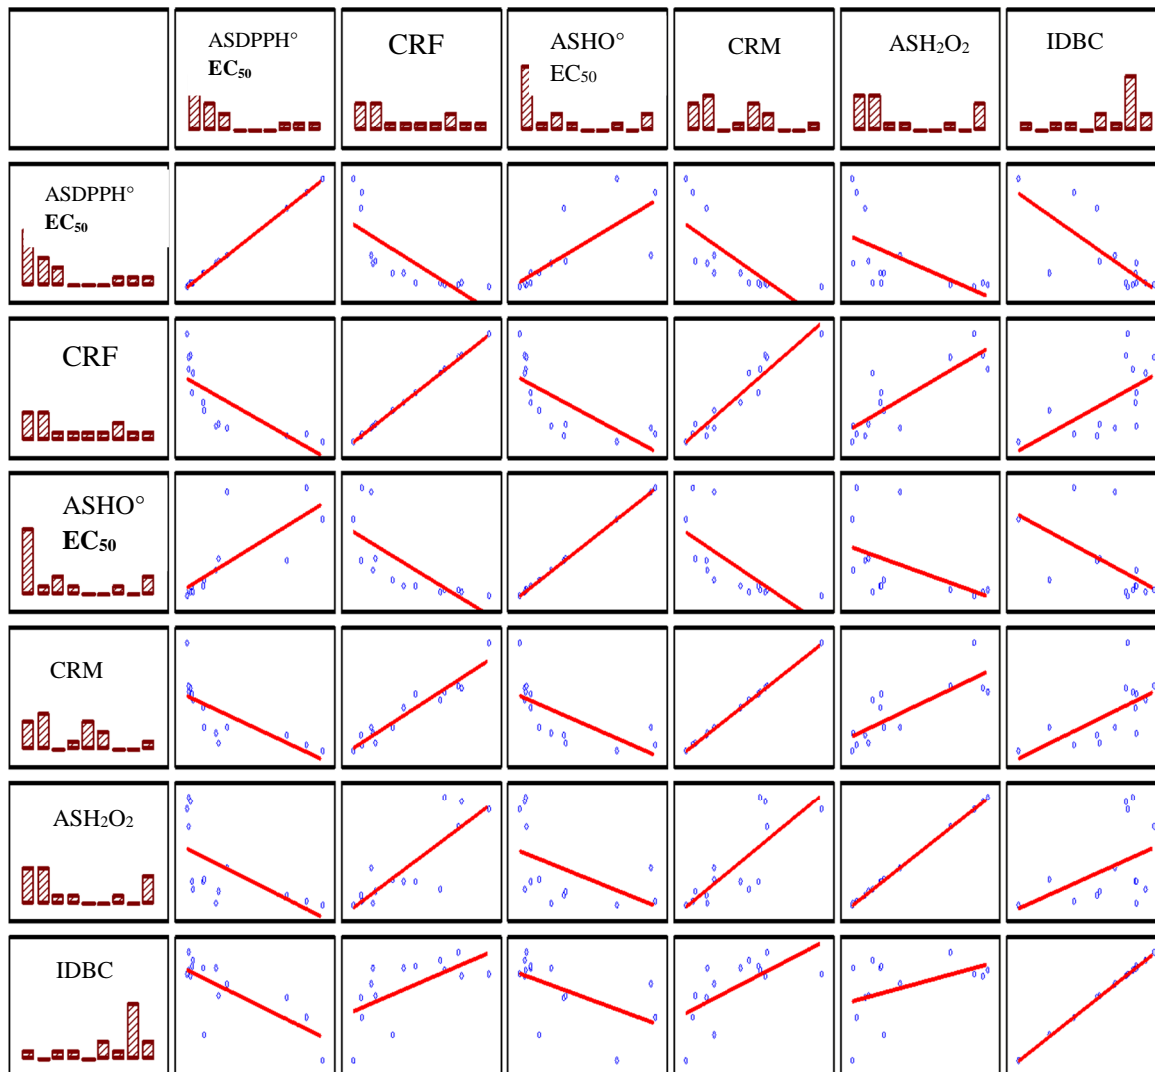 ASDPPH°
EC₅₀
CRF
ASHO°
EC₅₀
CRM
ASH₂O₂
IDBC
ASDPPH°
EC₅₀
CRF
ASHO°
EC₅₀
CRM
ASH₂O₂
IDBC